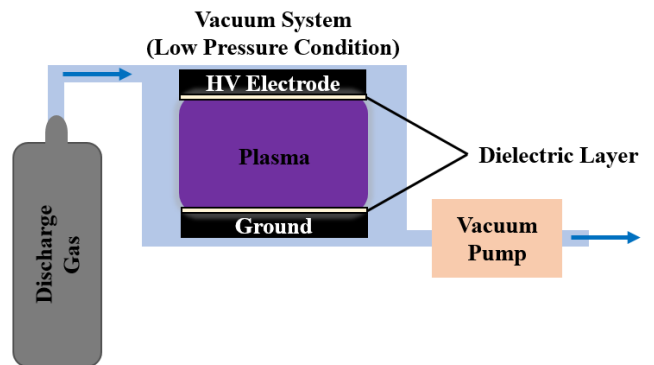 Vacuum System
(Low Pressure Condition)
HV Electrode
Plasma
Dielectric Layer
Ground
Discharge
Gas
Vacuum
Pump